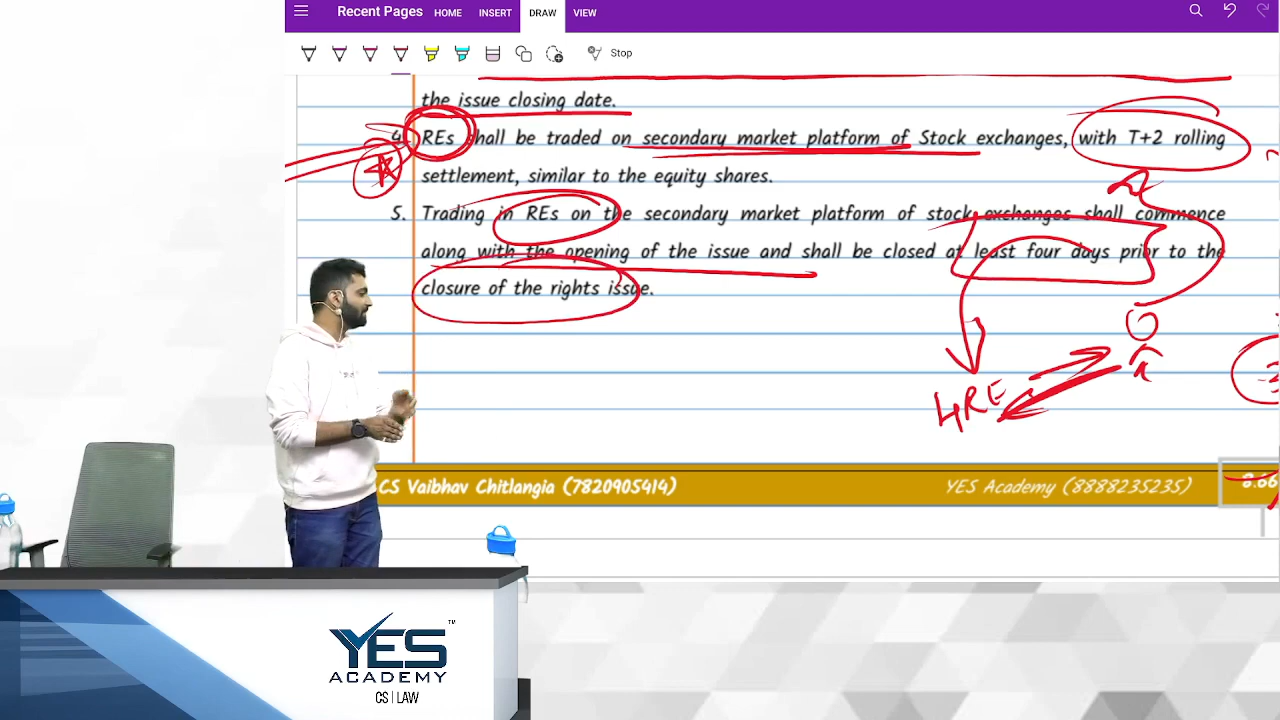 Recent Pages HOME INSERT DRAW VIEW
Stop
the issue closing date.
4. REs shall be traded on secondary market platform of Stock exchanges, with T+2 rolling
settlement, similar to the equity shares.
5. Trading in REs on the secondary market platform of stock exchanges shall commence
along with the opening of the issue and shall be closed at least four days prior to the
closure of the rights issue.
4RE
CS Vaibhav Chitlangia (7820905414) YES Academy (8888235235) 8.66
YES ™
ACADEMY
CS | LAW